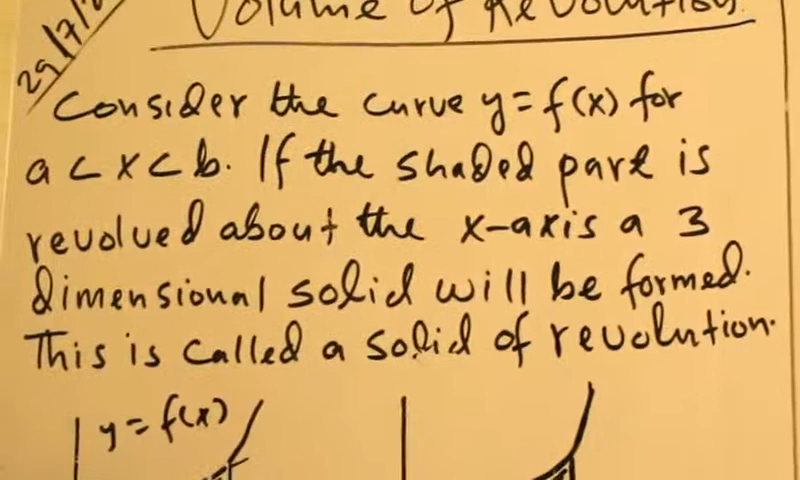 Volume of Revolution
29/7/
Consider the curve y=f(x) for
a<x<b. If the shaded part is
revolved about the x-axis a 3
dimensional solid will be formed.
This is called a solid of revolution.
y=f(x)